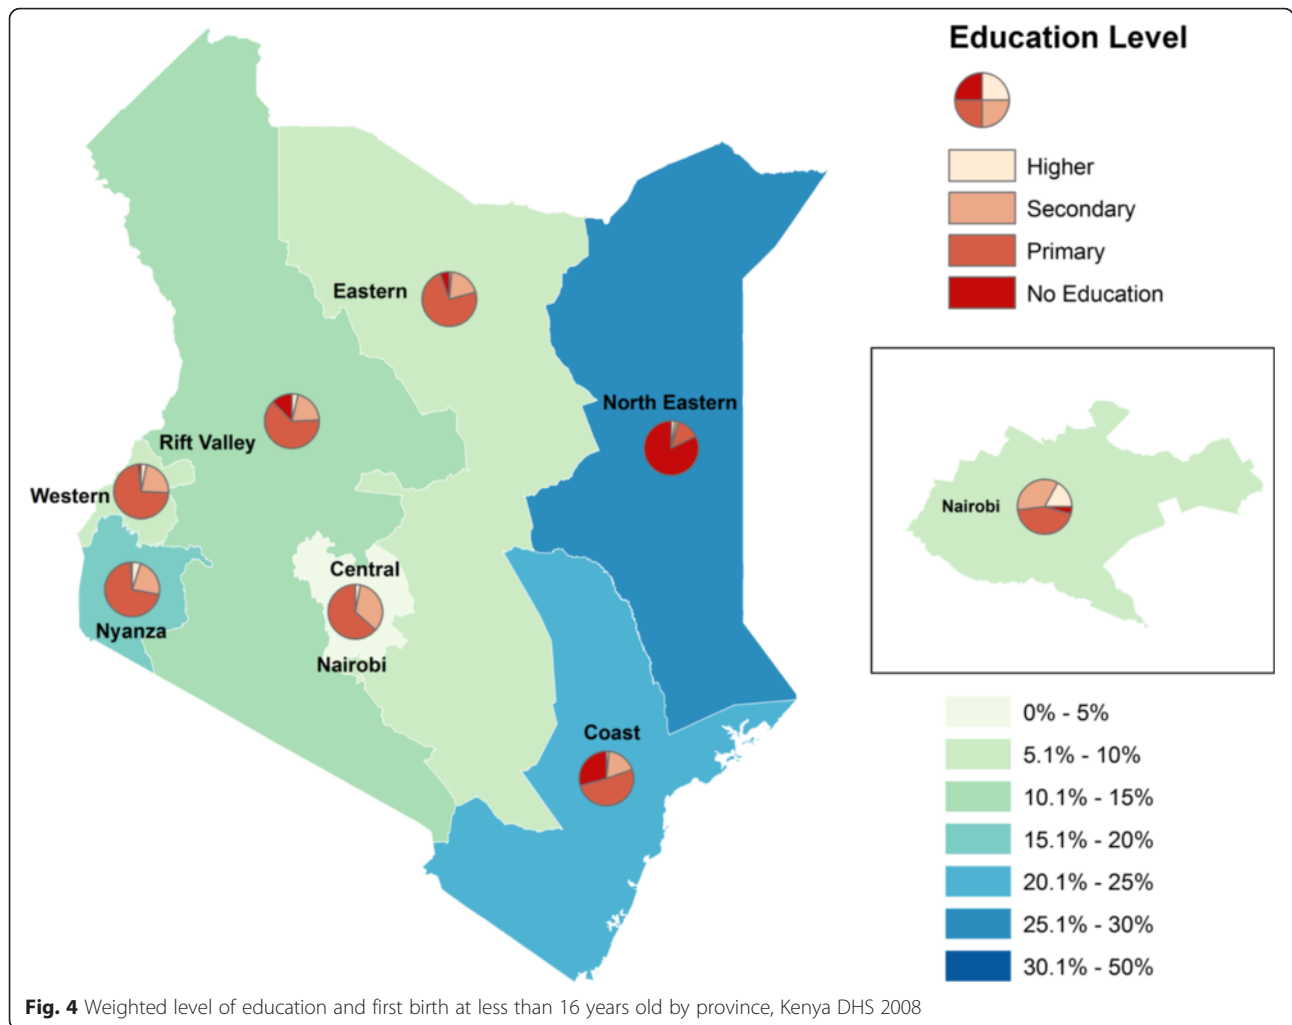 Education Level
Higher
Secondary
Primary
No Education
Eastern
North Eastern
Rift Valley
Western
Nairobi
Central
Nyanza
Nairobi
Coast
0% - 5%
5.1% - 10%
10.1% - 15%
15.1% - 20%
20.1% - 25%
25.1% - 30%
30.1% - 50%
Fig. 4 Weighted level of education and first birth at less than 16 years old by province, Kenya DHS 2008